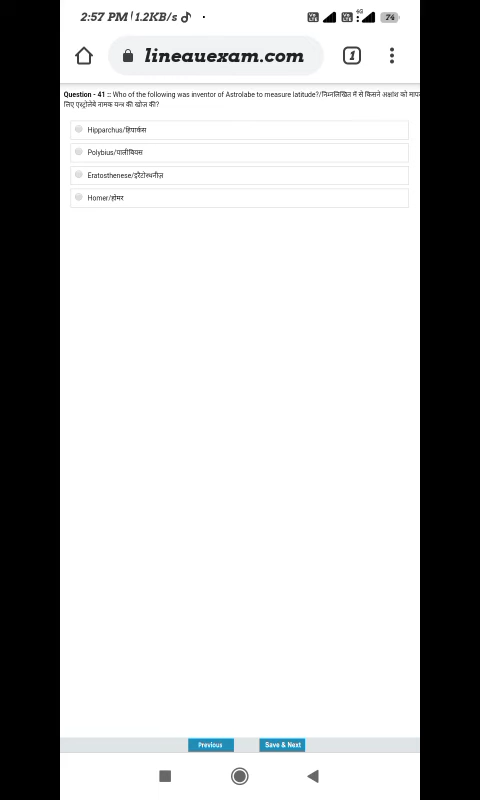 2:57 PM | 1.2KB/s
4G
74
lineauexam.com
1
Question - 41 :: Who of the following was inventor of Astrolabe to measure latitude?/निम्नलिखित में से किसने अक्षांश को माप
लिए एस्ट्रोलेबे नामक यन्त्र की खोज की?
Hipparchus/हिपार्कस
Polybius/पालीबियस
Eratosthenese/इरैटोस्थनीज़
Homer/होमर
Previous
Save & Next